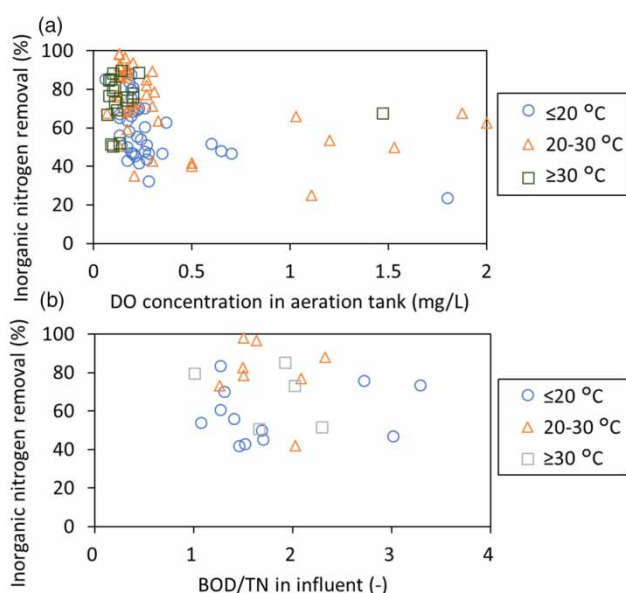 (a)
Inorganic nitrogen removal (%)
100
80
60
40
20
0
0 0.5 1 1.5 2
DO concentration in aeration tank (mg/L)
≤20 °C
20-30 °C
≥30 °C
(b)
Inorganic nitrogen removal (%)
100
80
60
40
20
0
0 1 2 3 4
BOD/TN in influent (-)
≤20 °C
20-30 °C
≥30 °C